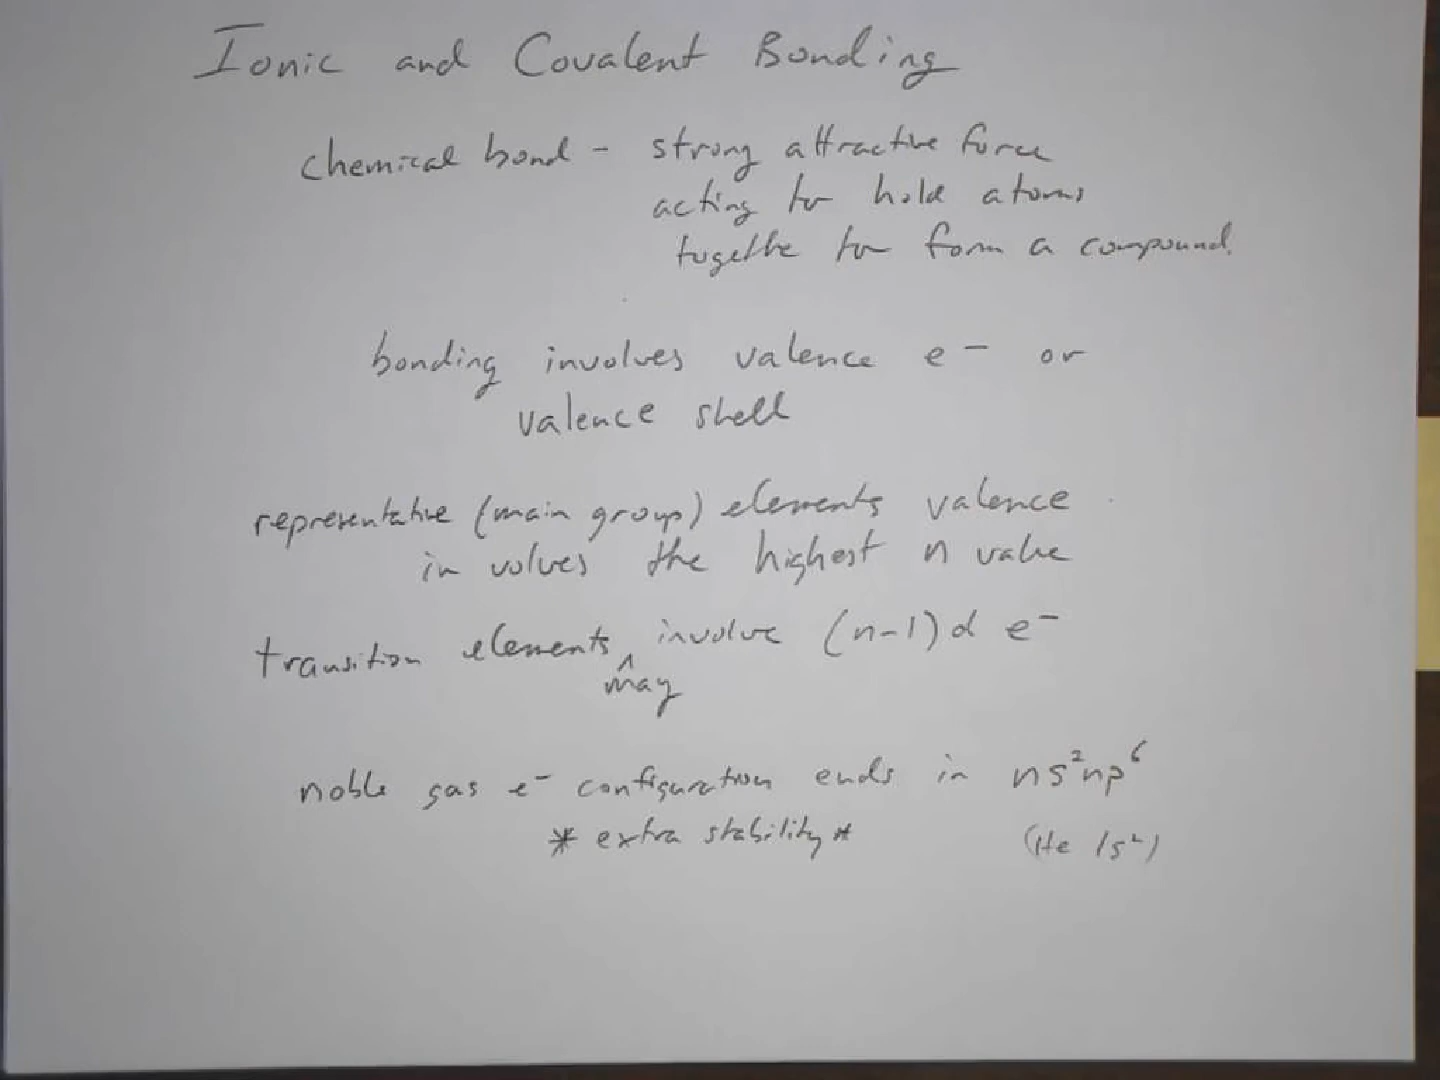 Ionic and Covalent Bonding
chemical bond - strong attractive force
acting to hold atoms
togethe to form a compound.
bonding involves valence e⁻ or
valence shell
representative (main group) elements valence
involves the highest n value
transition elements ^ involve (n-1)d e⁻
may
noble gas e⁻ configuration ends in ns²np⁶
* extra stability * (He 1s²)